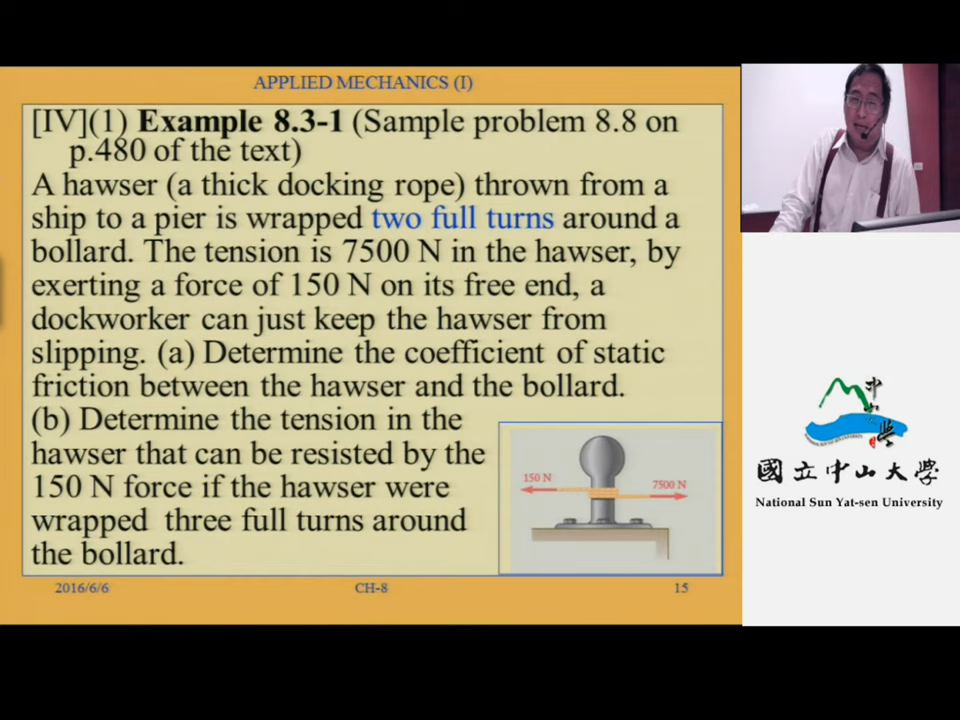 APPLIED MECHANICS (I)
[IV](1) Example 8.3-1 (Sample problem 8.8 on
p.480 of the text)
A hawser (a thick docking rope) thrown from a
ship to a pier is wrapped two full turns around a
bollard. The tension is 7500 N in the hawser, by
exerting a force of 150 N on its free end, a
dockworker can just keep the hawser from
slipping. (a) Determine the coefficient of static
friction between the hawser and the bollard.
(b) Determine the tension in the
hawser that can be resisted by the
150 N force if the hawser were
wrapped three full turns around
the bollard.
150 N
7500 N
2016/6/6
CH-8
15
中山大學
國立中山大學
National Sun Yat-sen University